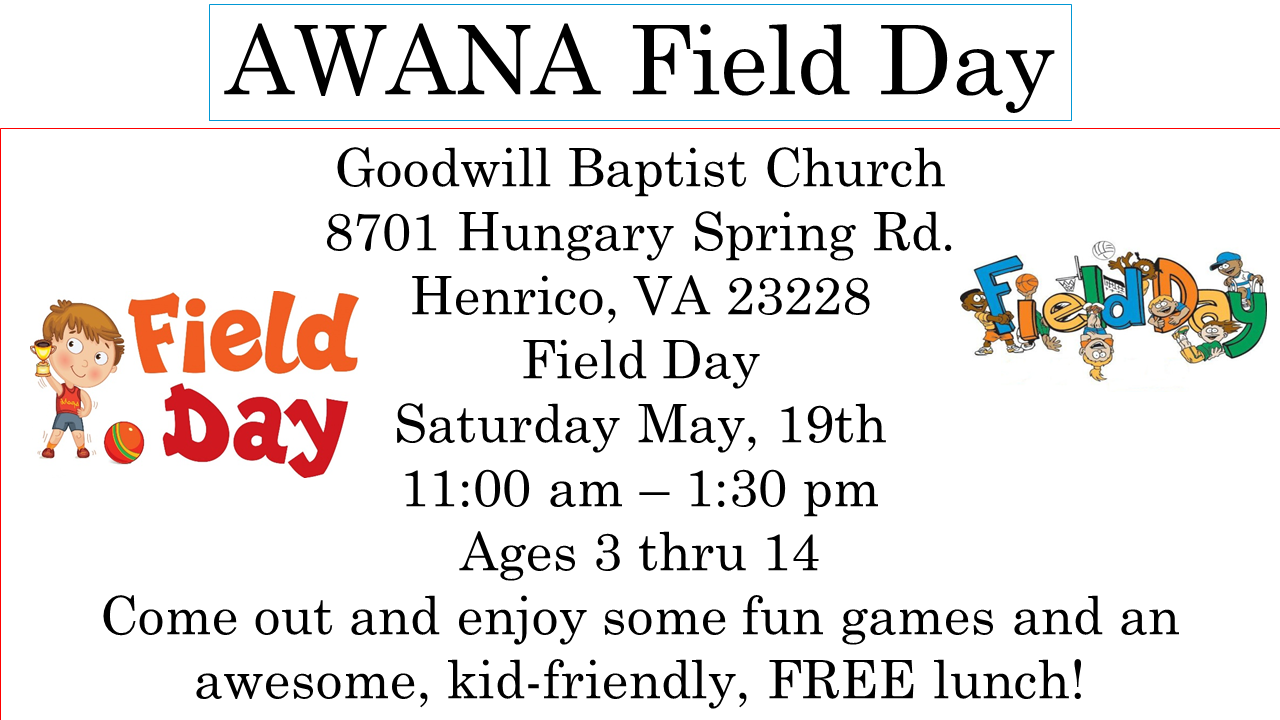 AWANA Field Day
Goodwill Baptist Church
8701 Hungary Spring Rd.
Henrico, VA 23228
Field Day
Saturday May, 19th
11:00 am – 1:30 pm
Ages 3 thru 14
Come out and enjoy some fun games and an
awesome, kid-friendly, FREE lunch!
Field
Day
Field Day